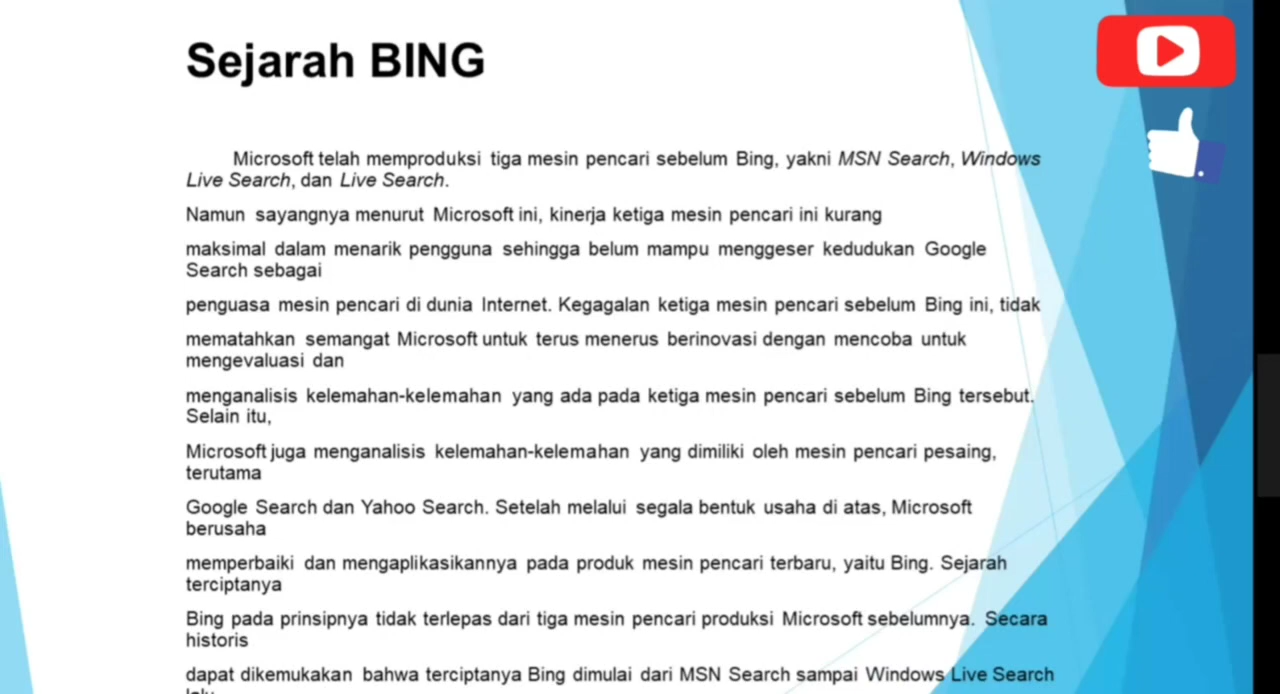 Sejarah BING
Microsoft telah memproduksi tiga mesin pencari sebelum Bing, yakni MSN Search, Windows
Live Search, dan Live Search.
Namun sayangnya menurut Microsoft ini, kinerja ketiga mesin pencari ini kurang
maksimal dalam menarik pengguna sehingga belum mampu menggeser kedudukan Google
Search sebagai
penguasa mesin pencari di dunia Internet. Kegagalan ketiga mesin pencari sebelum Bing ini, tidak
mematahkan semangat Microsoft untuk terus menerus berinovasi dengan mencoba untuk
mengevaluasi dan
menganalisis kelemahan-kelemahan yang ada pada ketiga mesin pencari sebelum Bing tersebut.
Selain itu,
Microsoft juga menganalisis kelemahan-kelemahan yang dimiliki oleh mesin pencari pesaing,
terutama
Google Search dan Yahoo Search. Setelah melalui segala bentuk usaha di atas, Microsoft
berusaha
memperbaiki dan mengaplikasikannya pada produk mesin pencari terbaru, yaitu Bing. Sejarah
terciptanya
Bing pada prinsipnya tidak terlepas dari tiga mesin pencari produksi Microsoft sebelumnya. Secara
historis
dapat dikemukakan bahwa terciptanya Bing dimulai dari MSN Search sampai Windows Live Search